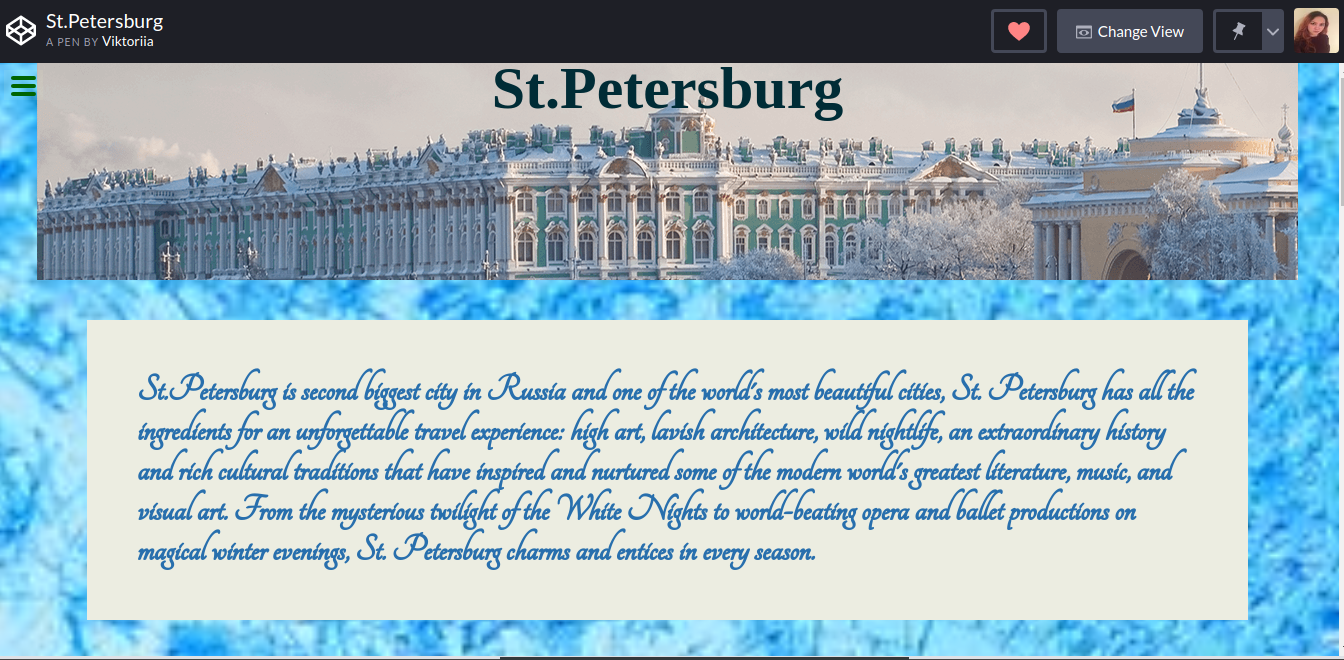 St.Petersburg
A PEN BY Viktoriia
Change View
St.Petersburg
St.Petersburg is second biggest city in Russia and one of the world's most beautiful cities, St. Petersburg has all the
ingredients for an unforgettable travel experience: high art, lavish architecture, wild nightlife, an extraordinary history
and rich cultural traditions that have inspired and nurtured some of the modern world's greatest literature, music, and
visual art. From the mysterious twilight of the White Nights to world-beating opera and ballet productions on
magical winter evenings, St. Petersburg charms and entices in every season.